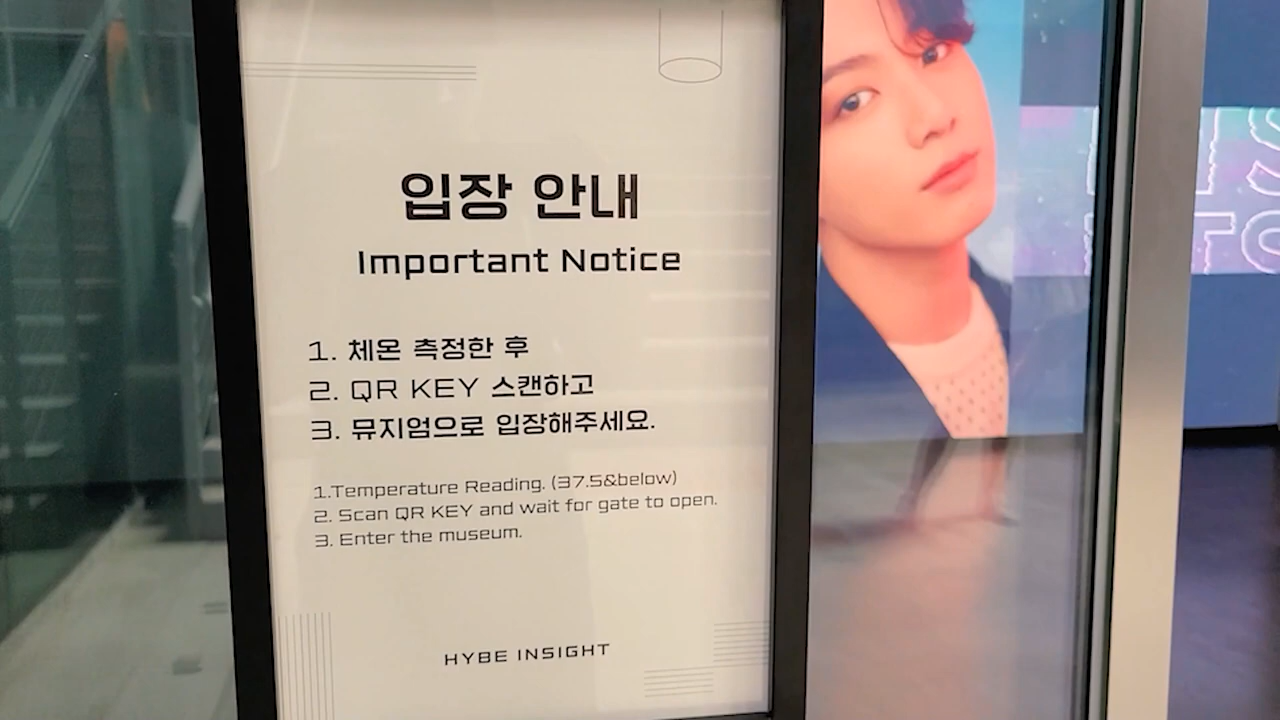 입장 안내
Important Notice
1. 체온 측정한 후
2. QR KEY 스캔하고
3. 뮤지엄으로 입장해주세요.
1.Temperature Reading. (37.5&below)
2. Scan QR KEY and wait for gate to open.
3. Enter the museum.
HYBE INSIGHT